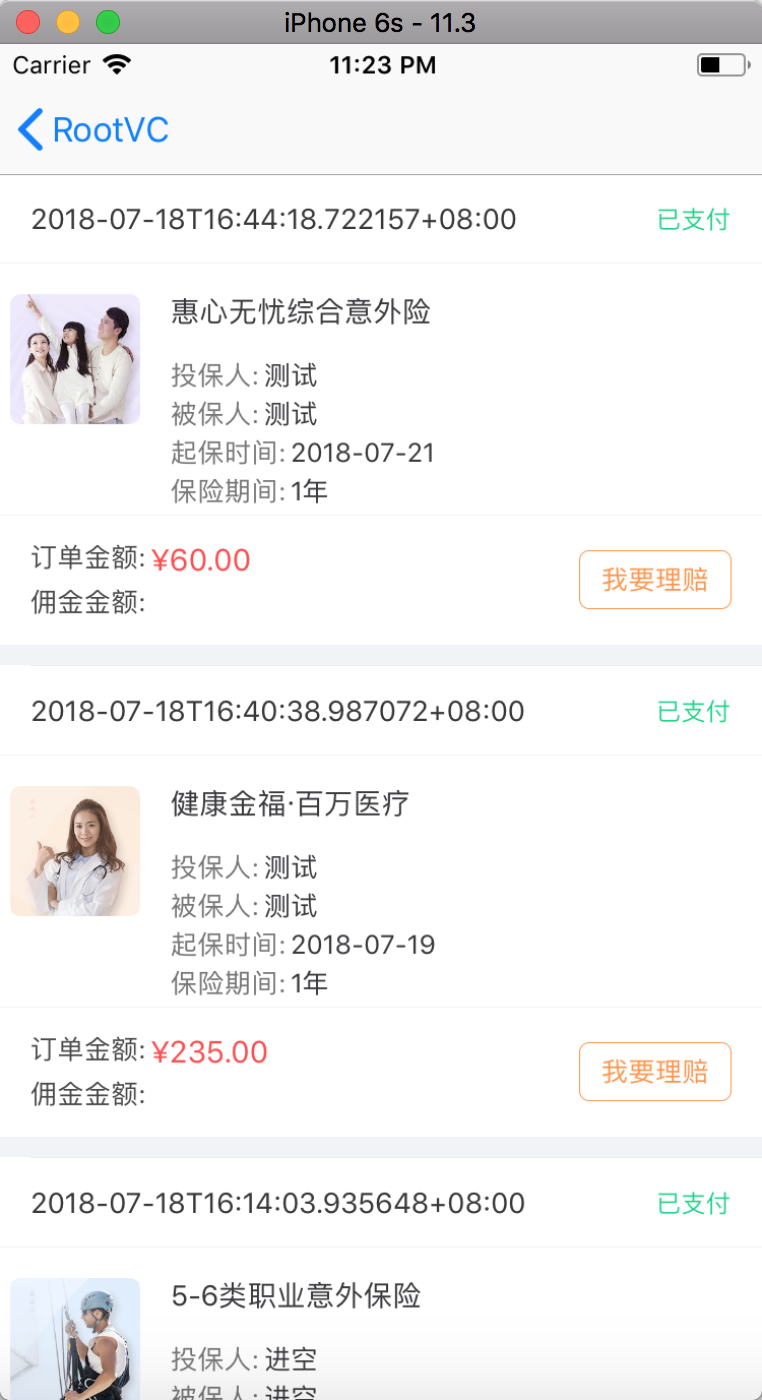 iPhone 6s - 11.3
Carrier 11:23 PM
RootVC
2018-07-18T16:44:18.722157+08:00 已支付
惠心无忧综合意外险
投保人: 测试
被保人: 测试
起保时间: 2018-07-21
保险期间: 1年
订单金额: ¥60.00
我要理赔
佣金金额:
2018-07-18T16:40:38.987072+08:00 已支付
健康金福·百万医疗
投保人: 测试
被保人: 测试
起保时间: 2018-07-19
保险期间: 1年
订单金额: ¥235.00
我要理赔
佣金金额:
2018-07-18T16:14:03.935648+08:00 已支付
5-6类职业意外保险
投保人: 进空
被保人: 进空